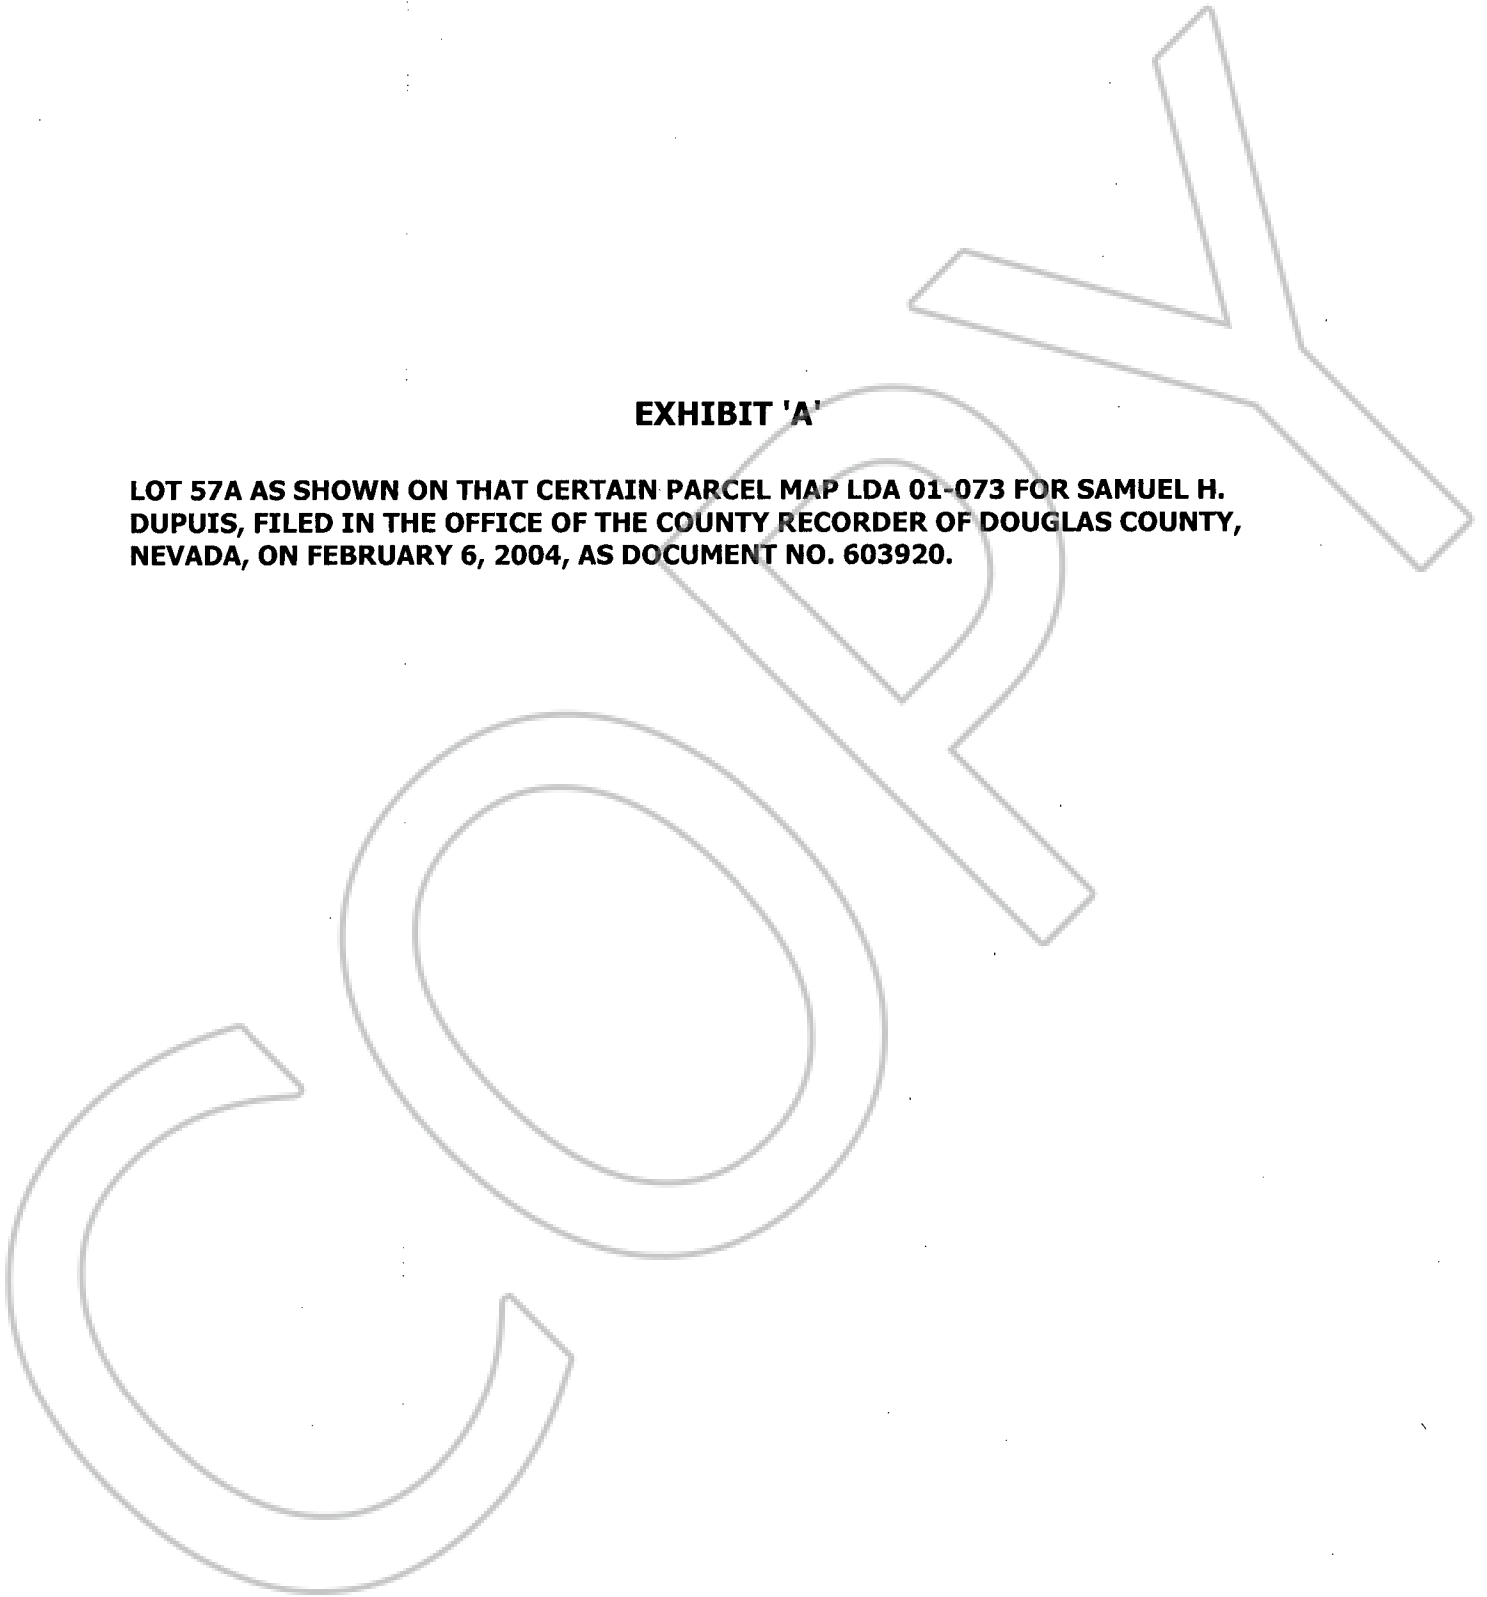 EXHIBIT 'A'
LOT 57A AS SHOWN ON THAT CERTAIN PARCEL MAP LDA 01-073 FOR SAMUEL H.
DUPUIS, FILED IN THE OFFICE OF THE COUNTY RECORDER OF DOUGLAS COUNTY,
NEVADA, ON FEBRUARY 6, 2004, AS DOCUMENT NO. 603920.
COPY